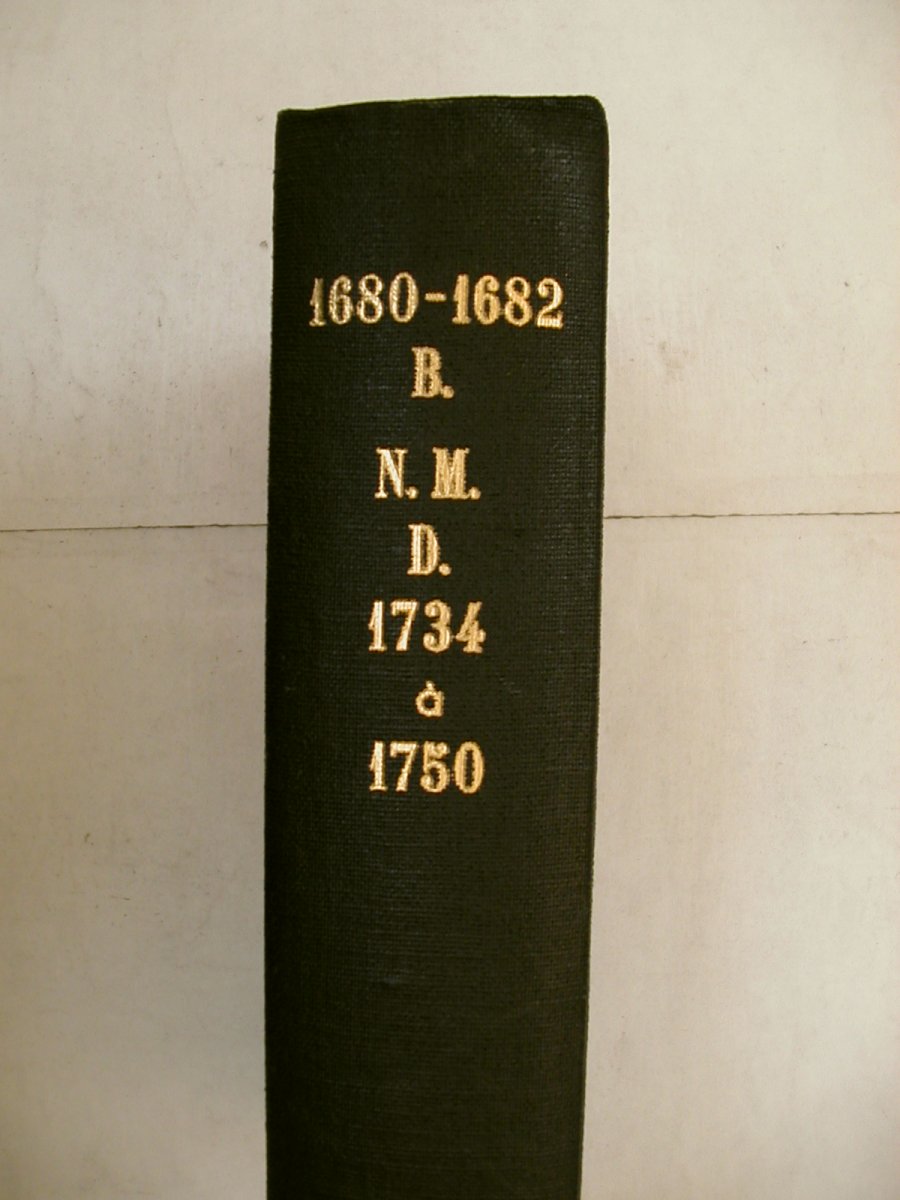 1680-1682
B.
N. M.
D.
1734
à
1750